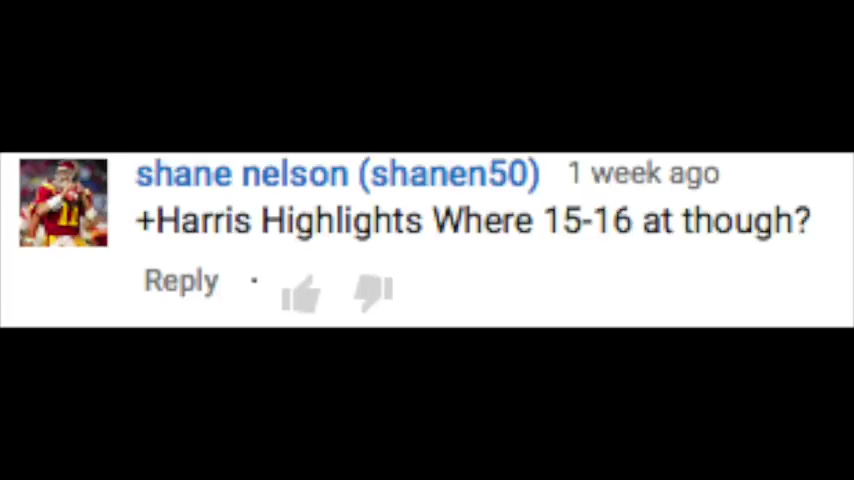 shane nelson (shanen50) 1 week ago
+Harris Highlights Where 15-16 at though?
Reply ·